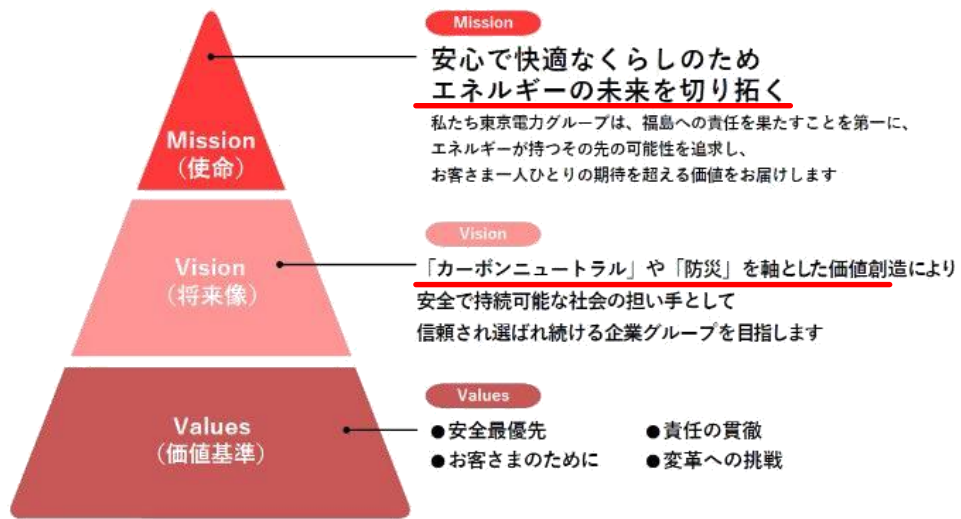 Mission
安心で快適なくらしのため
エネルギーの未来を切り拓く
私たち東京電力グループは、福島への責任を果たすことを第一に、
エネルギーが持つその先の可能性を追求し、
お客さま一人ひとりの期待を超える価値をお届けします
Mission
(使命)
Vision
「カーボンニュートラル」や「防災」を軸とした価値創造により
安全で持続可能な社会の担い手として
信頼され選ばれ続ける企業グループを目指します
Vision
(将来像)
Values
●安全最優先 ●責任の貫徹
●お客さまのために ●変革への挑戦
Values
(価値基準)